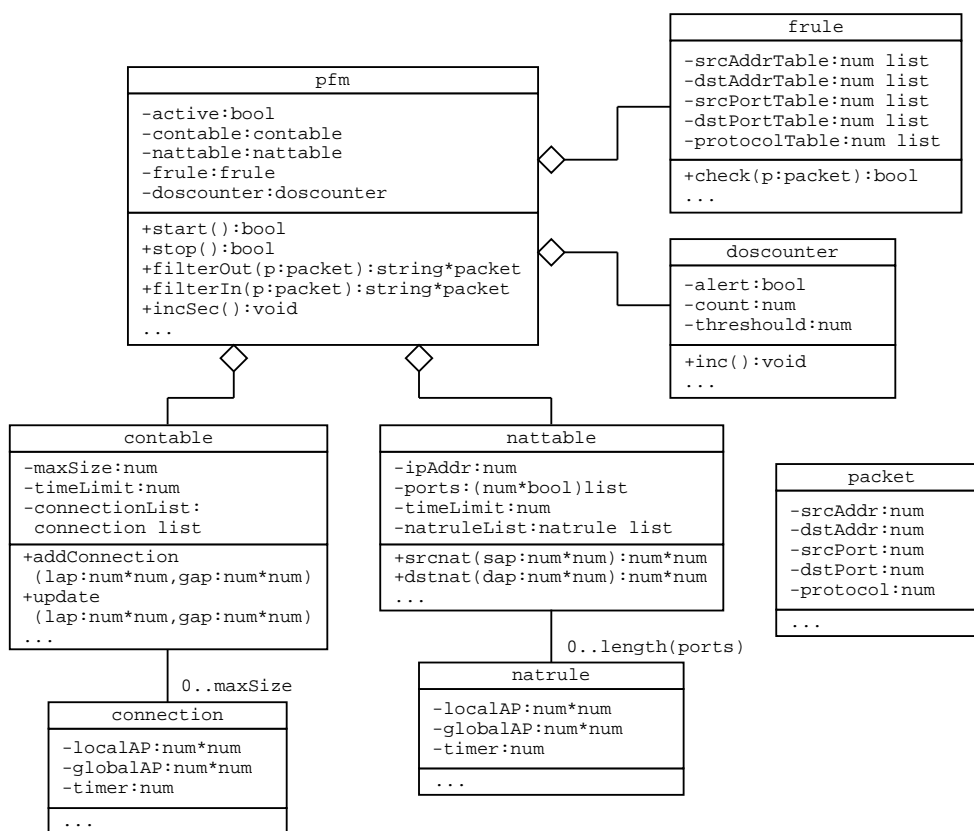 frule
-srcAddrTable:num list
-dstAddrTable:num list
-srcPortTable:num list
-dstPortTable:num list
-protocolTable:num list
+check(p:packet):bool
...
pfm
-active:bool
-contable:contable
-nattable:nattable
-frule:frule
-doscounter:doscounter
+start():bool
+stop():bool
+filterOut(p:packet):string*packet
+filterIn(p:packet):string*packet
+incSec():void
...
doscounter
-alert:bool
-count:num
-threshould:num
+inc():void
...
contable
-maxSize:num
-timeLimit:num
-connectionList:
connection list
+addConnection
(lap:num*num,gap:num*num)
+update
(lap:num*num,gap:num*num)
...
nattable
-ipAddr:num
-ports:(num*bool)list
-timeLimit:num
-natruleList:natrule list
+srcnat(sap:num*num):num*num
+dstnat(dap:num*num):num*num
...
packet
-srcAddr:num
-dstAddr:num
-srcPort:num
-dstPort:num
-protocol:num
...
0..maxSize
0..length(ports)
connection
-localAP:num*num
-globalAP:num*num
-timer:num
...
natrule
-localAP:num*num
-globalAP:num*num
-timer:num
...